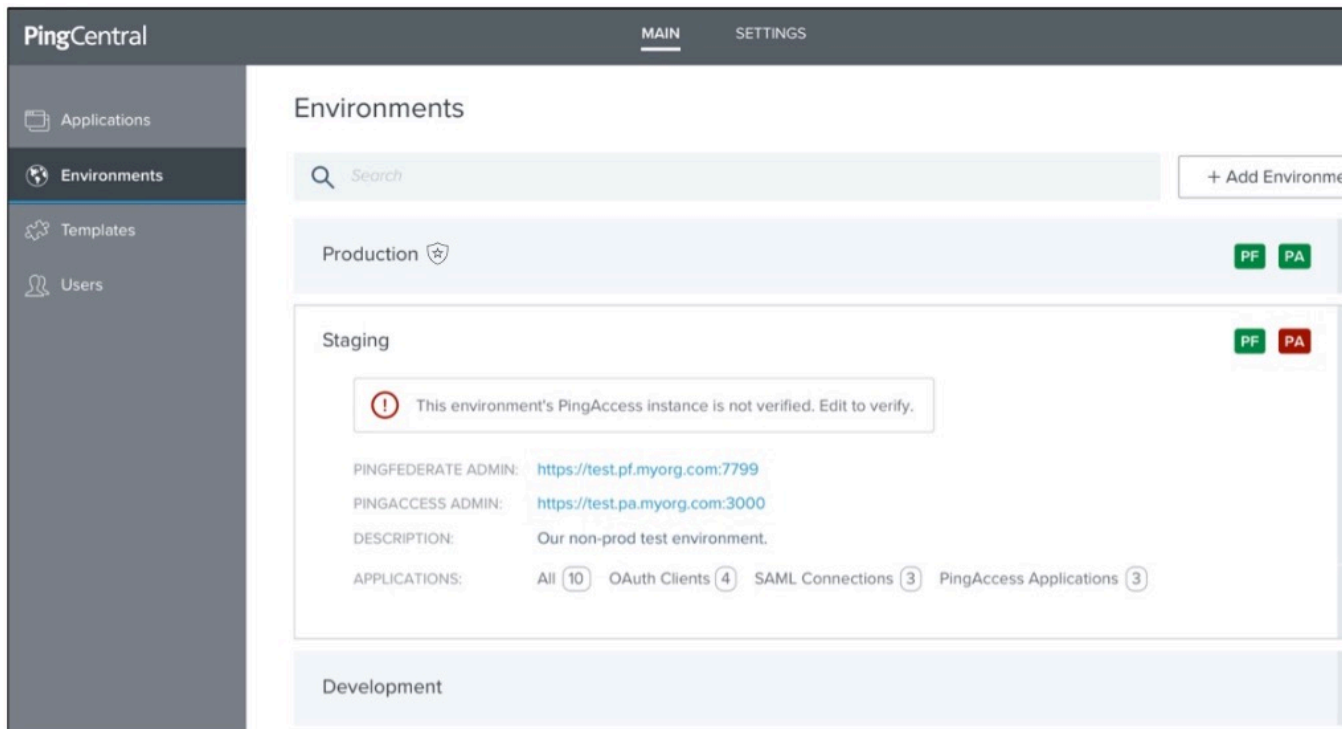 PingCentral
MAIN SETTINGS
Applications
Environments
Templates
Users
Environments
Search
+ Add Environme
Production
PF PA
Staging
PF PA
! This environment's PingAccess instance is not verified. Edit to verify.
PINGFEDERATE ADMIN: https://test.pf.myorg.com:7799
PINGACCESS ADMIN: https://test.pa.myorg.com:3000
DESCRIPTION: Our non-prod test environment.
APPLICATIONS: All 10 OAuth Clients 4 SAML Connections 3 PingAccess Applications 3
Development